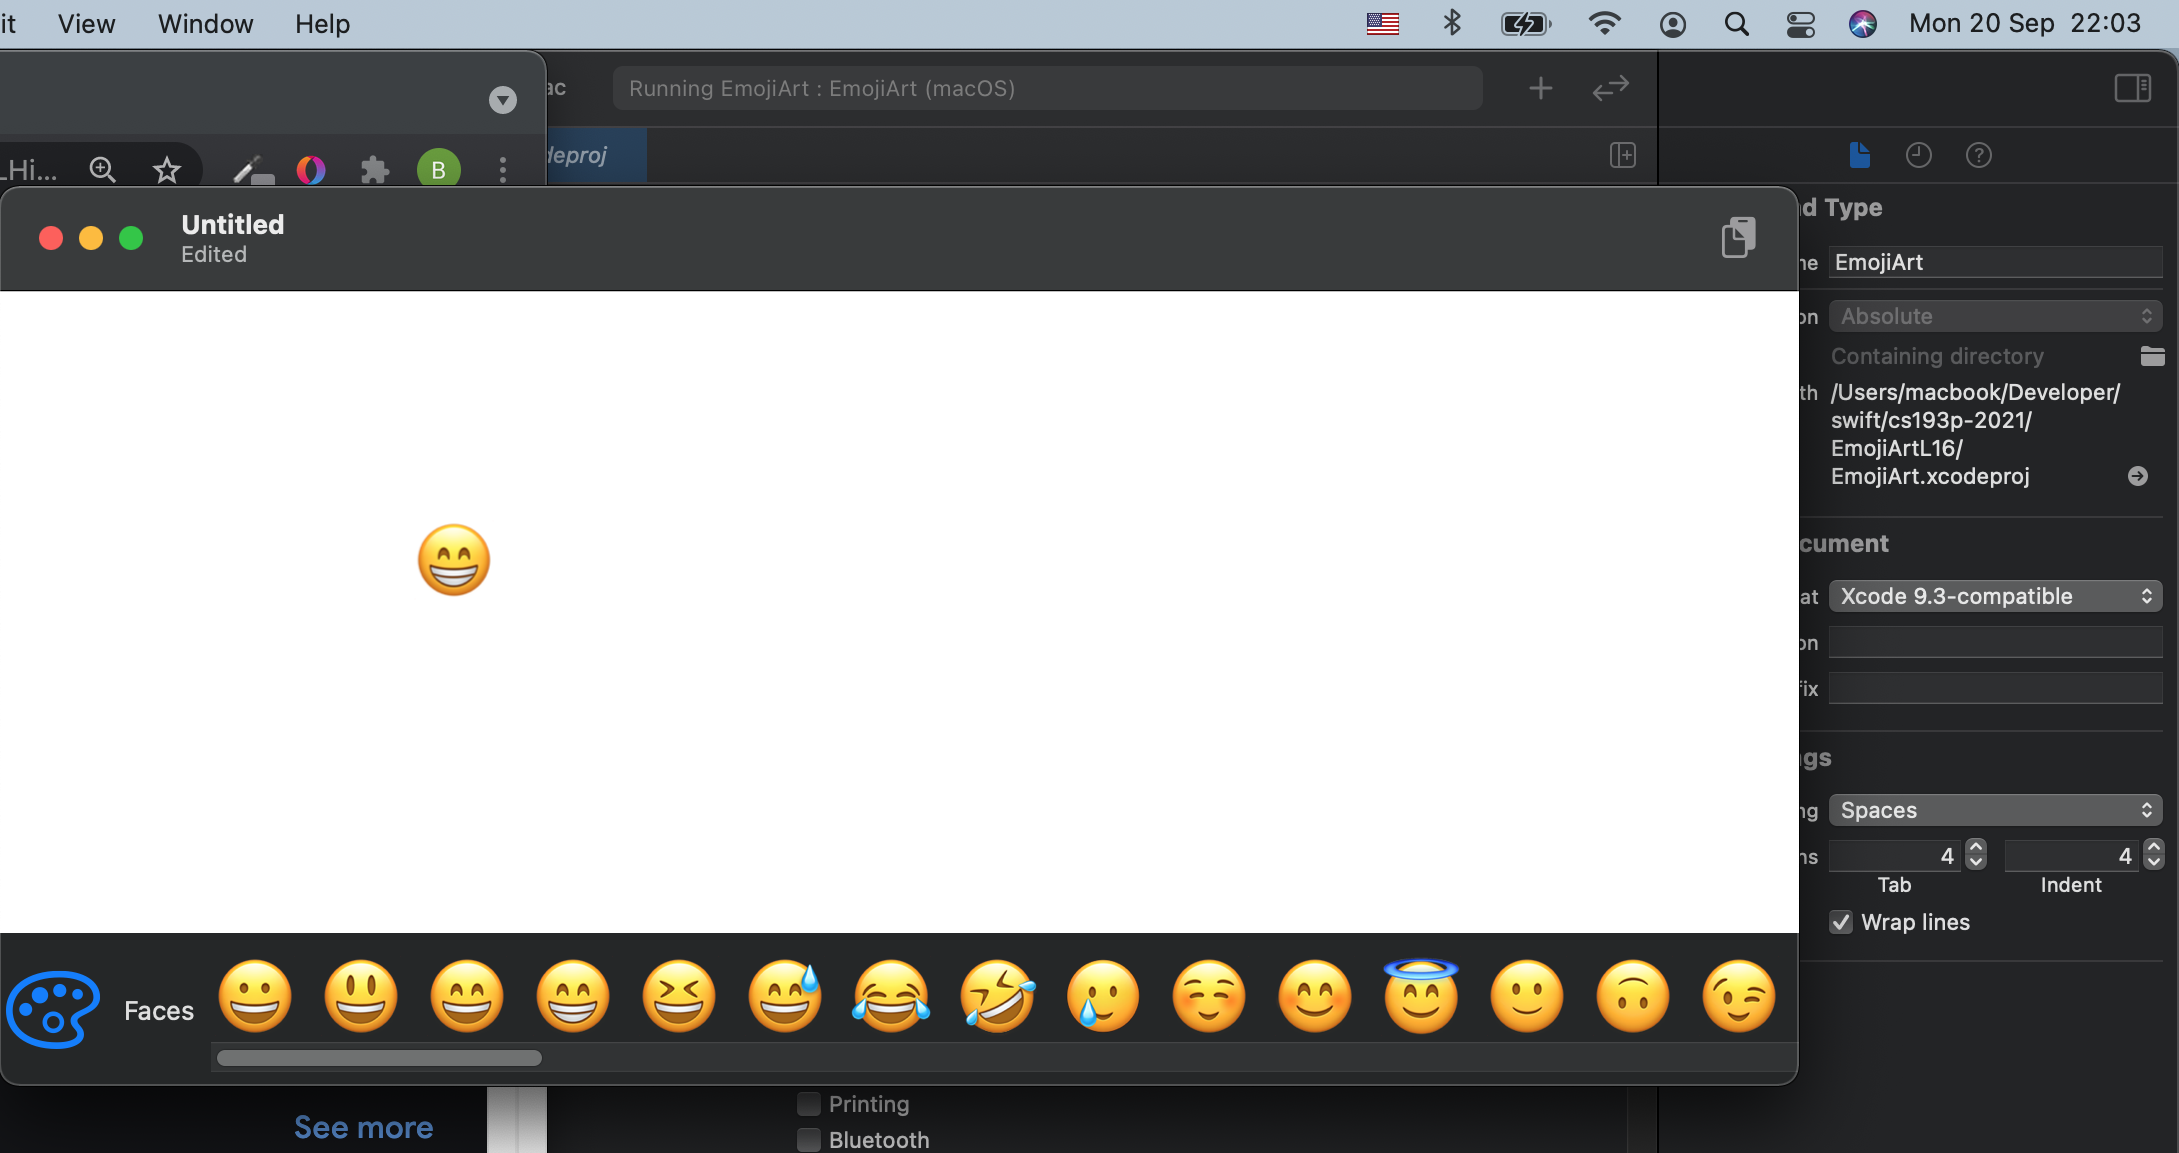 it View Window Help Mon 20 Sep 22:03
ac Running EmojiArt : EmojiArt (macOS)
LHi... B deproj
Untitled
Edited
d Type
ne EmojiArt
on Absolute
Containing directory
th /Users/macbook/Developer/
swift/cs193p-2021/
EmojiArtL16/
EmojiArt.xcodeproj
cument
at Xcode 9.3-compatible
on
fix
gs
ng Spaces
ns 4 4
Tab Indent
Wrap lines
Faces
Printing
See more
Bluetooth